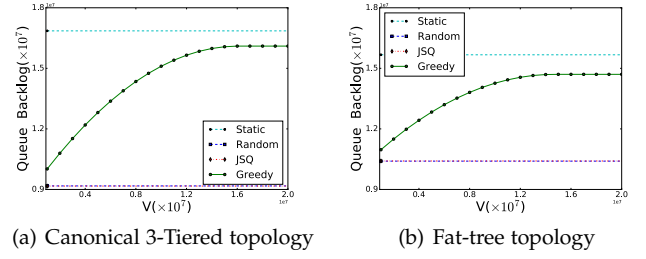 1.8 1e7
1.5
1.2
0.9
Queue Backlog(×10⁷)
Static
Random
JSQ
Greedy
0.4 0.8 1.2 1.6 2.0
1e7
V(×10⁷)
(a) Canonical 3-Tiered topology
1.8 1e7
1.5
1.2
0.9
Queue Backlog(×10⁷)
Static
Random
JSQ
Greedy
0.4 0.8 1.2 1.6 2.0
1e7
V(×10⁷)
(b) Fat-tree topology